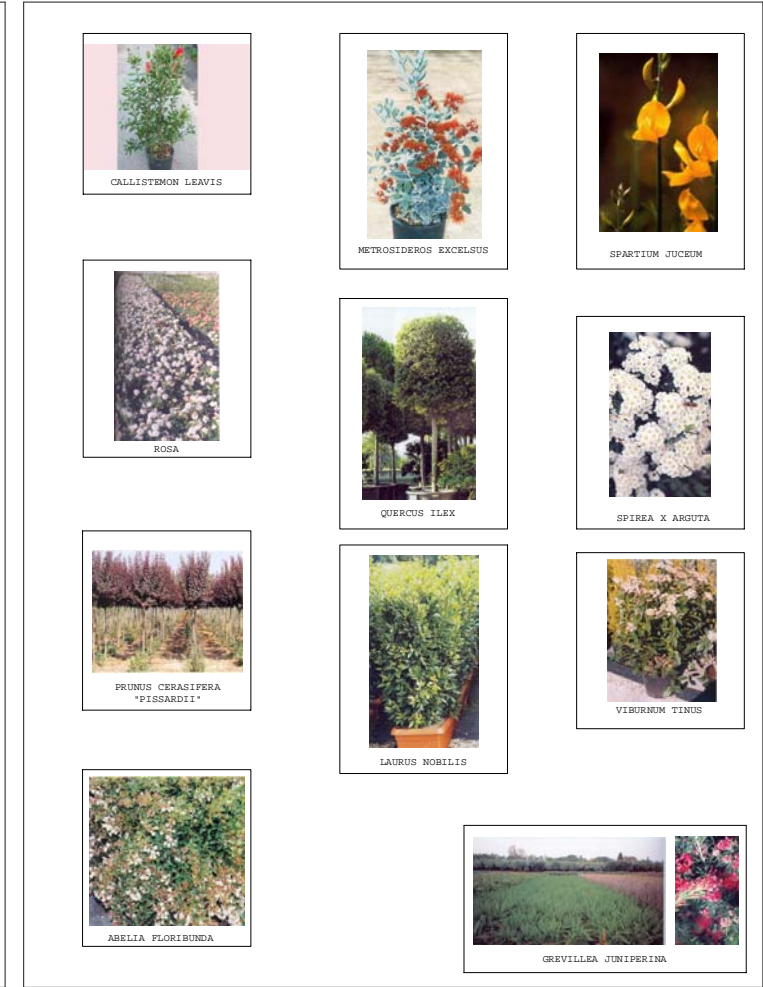 CALLISTEMON LEAVIS
METROSIDEROS EXCELSUS
SPARTIUM JUCEUM
ROSA
QUERCUS ILEX
SPIREA X ARGUTA
PRUNUS CERASIFERA
"PISSARDII"
LAURUS NOBILIS
VIBURNUM TINUS
ABELIA FLORIBUNDA
GREVILLEA JUNIPERINA